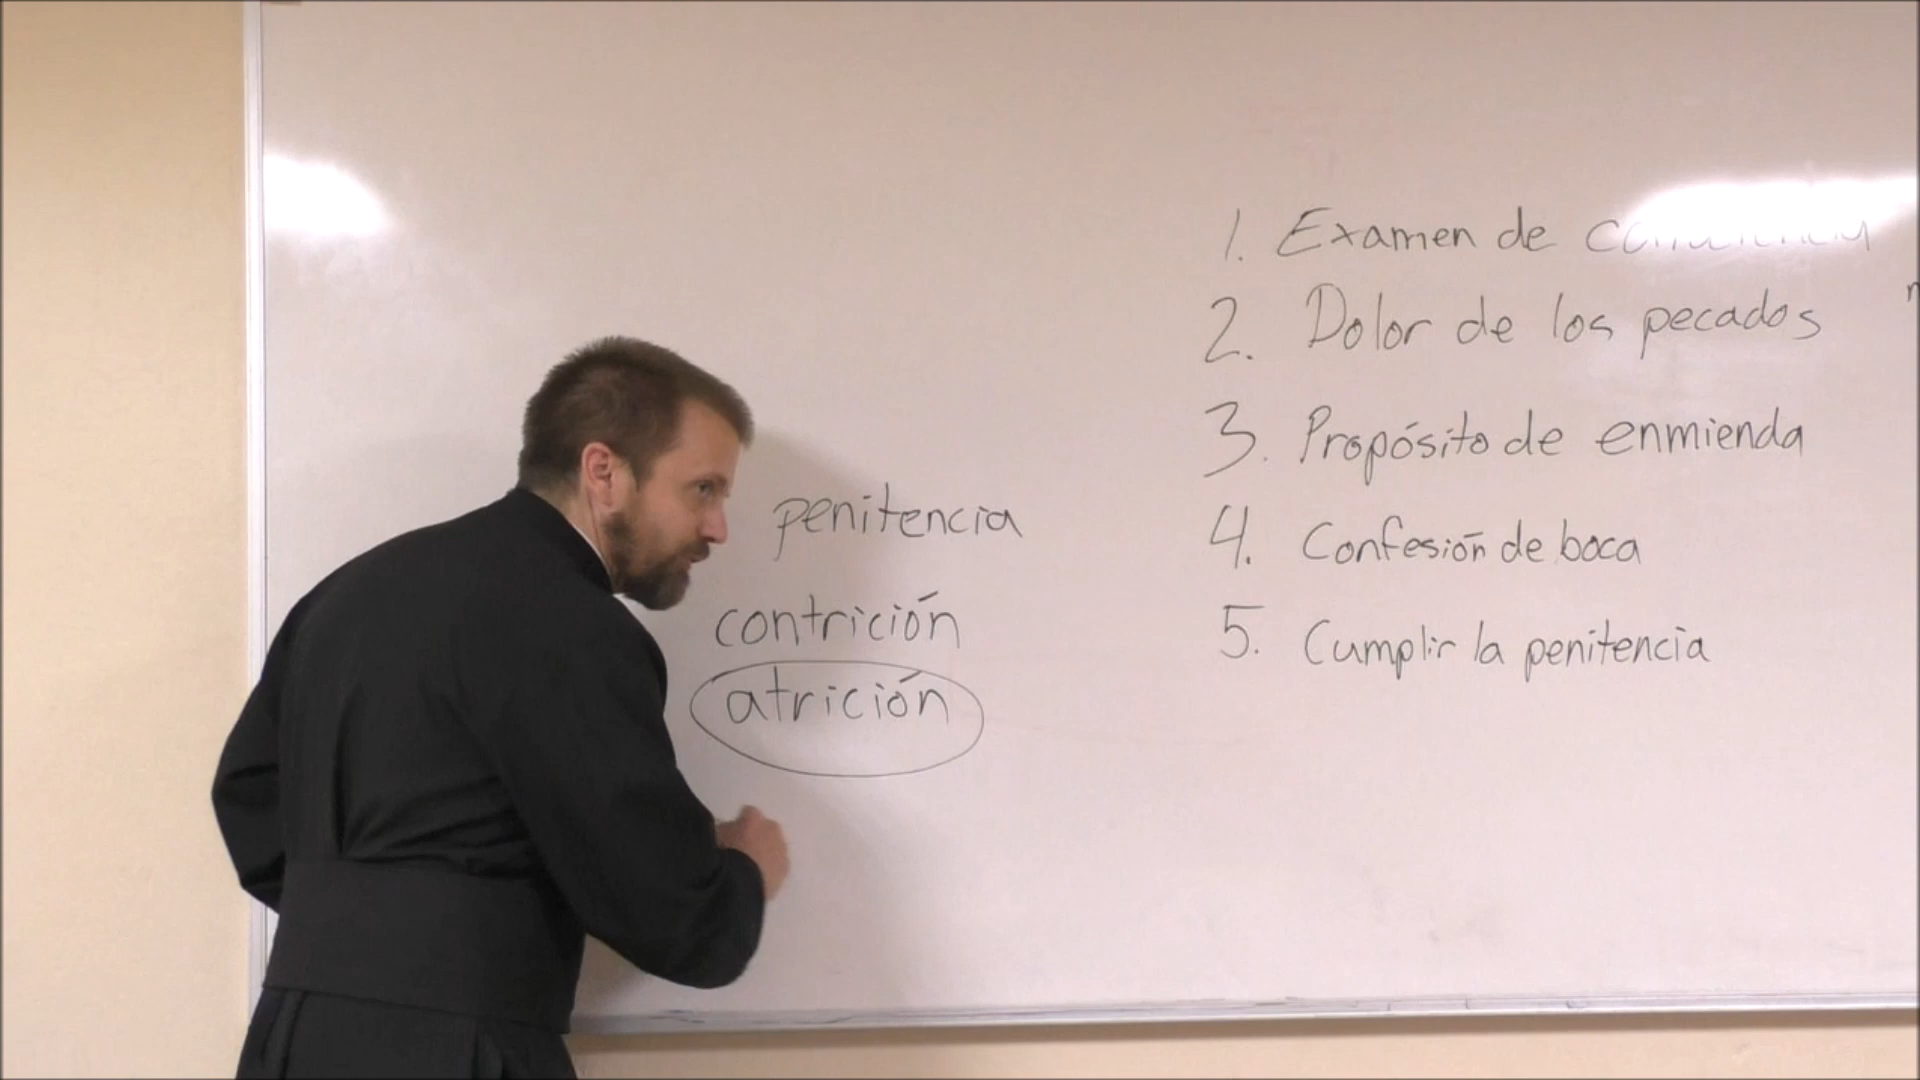 penitencia
contrición
atrición
1. Examen de
2. Dolor de los pecados
3. Propósito de enmienda
4. Confesión de boca
5. Cumplir la penitencia